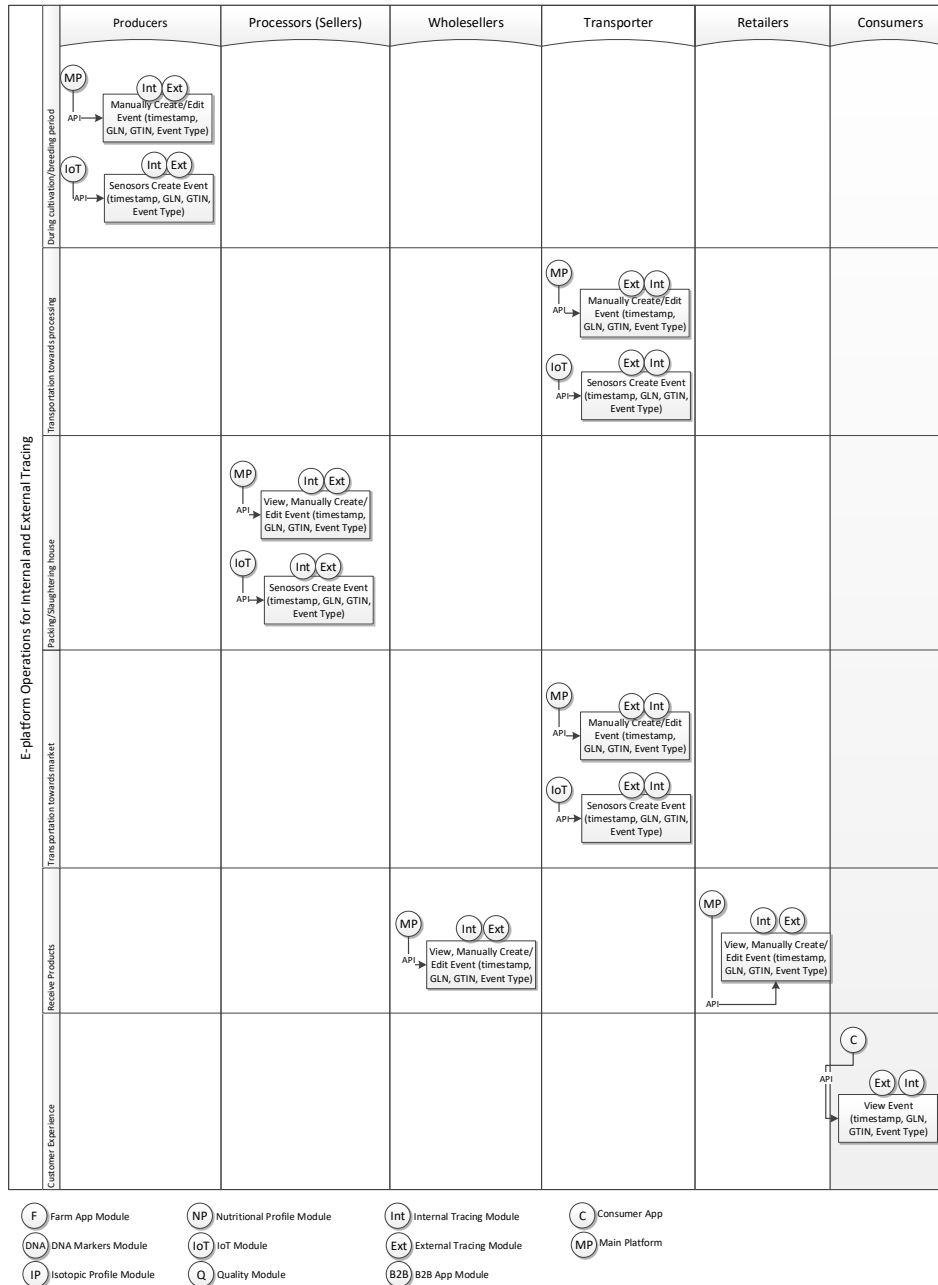 Producers
Processors (Sellers)
Wholesellers
Transporter
Retailers
Consumers
E-platform Operations for Internal and External Tracing
During cultivation/breeding period
MP
API
Int
Ext
Manually Create/Edit
Event (timestamp,
GLN, GTIN, Event Type)
IoT
API
Int
Ext
Senosors Create Event
(timestamp, GLN, GTIN,
Event Type)
Transportation towards processing
MP
API
Ext
Int
Manually Create/Edit
Event (timestamp,
GLN, GTIN, Event Type)
IoT
API
Ext
Int
Senosors Create Event
(timestamp, GLN, GTIN,
Event Type)
Packing/Slaughtering house
MP
API
Int
Ext
View, Manually Create/
Edit Event (timestamp,
GLN, GTIN, Event Type)
IoT
API
Int
Ext
Senosors Create Event
(timestamp, GLN, GTIN,
Event Type)
Transportation towards market
MP
API
Ext
Int
Manually Create/Edit
Event (timestamp,
GLN, GTIN, Event Type)
IoT
API
Ext
Int
Senosors Create Event
(timestamp, GLN, GTIN,
Event Type)
Receive Products
MP
API
Int
Ext
View, Manually Create/
Edit Event (timestamp,
GLN, GTIN, Event Type)
MP
API
Int
Ext
View, Manually Create/
Edit Event (timestamp,
GLN, GTIN, Event Type)
Customer Experience
C
API
Ext
Int
View Event
(timestamp, GLN,
GTIN, Event Type)
F Farm App Module
NP Nutritional Profile Module
Int Internal Tracing Module
C Consumer App
DNA DNA Markers Module
IoT IoT Module
Ext External Tracing Module
MP Main Platform
IP Isotopic Profile Module
Q Quality Module
B2B B2B App Module